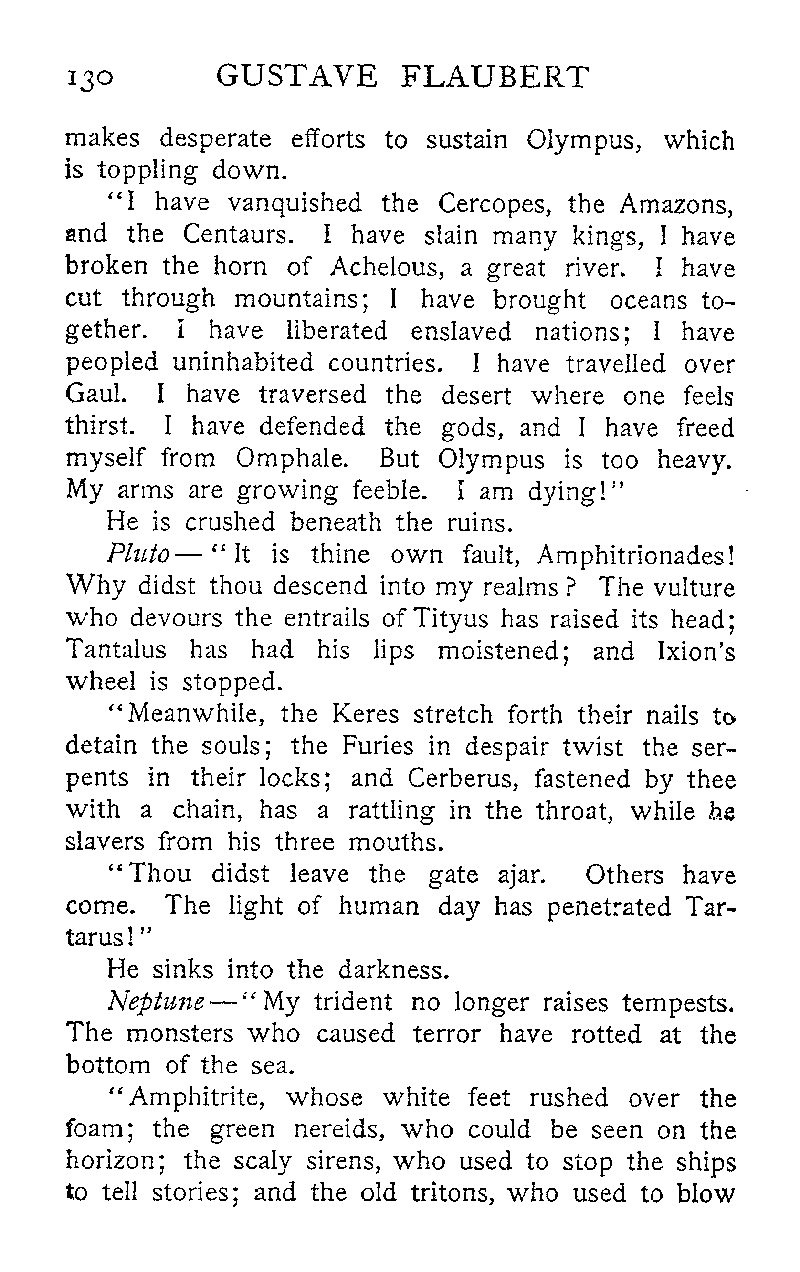 130 GUSTAVE FLAUBERT
makes desperate efforts to sustain Olympus, which
is toppling down.
"I have vanquished the Cercopes, the Amazons,
and the Centaurs. I have slain many kings, I have
broken the horn of Achelous, a great river. I have
cut through mountains; I have brought oceans to-
gether. I have liberated enslaved nations; I have
peopled uninhabited countries. I have travelled over
Gaul. I have traversed the desert where one feels
thirst. I have defended the gods, and I have freed
myself from Omphale. But Olympus is too heavy.
My arms are growing feeble. I am dying!"
He is crushed beneath the ruins.
Pluto— "It is thine own fault, Amphitrionades!
Why didst thou descend into my realms? The vulture
who devours the entrails of Tityus has raised its head;
Tantalus has had his lips moistened; and Ixion's
wheel is stopped.
"Meanwhile, the Keres stretch forth their nails to
detain the souls; the Furies in despair twist the ser-
pents in their locks; and Cerberus, fastened by thee
with a chain, has a rattling in the throat, while he
slavers from his three mouths.
"Thou didst leave the gate ajar. Others have
come. The light of human day has penetrated Tar-
tarus!"
He sinks into the darkness.
Neptune—"My trident no longer raises tempests.
The monsters who caused terror have rotted at the
bottom of the sea.
"Amphitrite, whose white feet rushed over the
foam; the green nereids, who could be seen on the
horizon; the scaly sirens, who used to stop the ships
to tell stories; and the old tritons, who used to blow